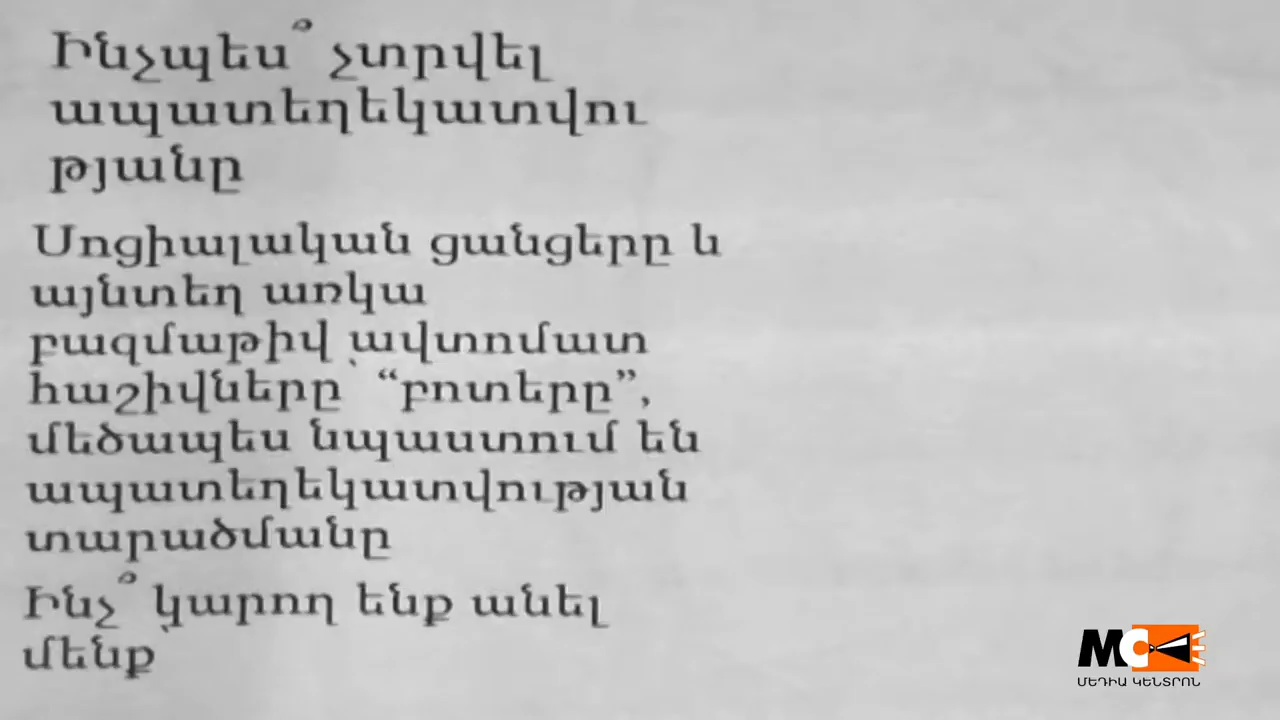 Ինչպես՞ չտրվել
ապատեղեկատվու
թյանը
Սոցիալական ցանցերը և
այնտեղ առկա
բազմաթիվ ավտոմատ
հաշիվները՝ “բոտերը”,
մեծապես նպաստում են
ապատեղեկատվության
տարածմանը
Ինչ՞ կարող ենք անել
մենք՝
MC
ՄԵԴԻԱ ԿԵՆՏՐՈՆ